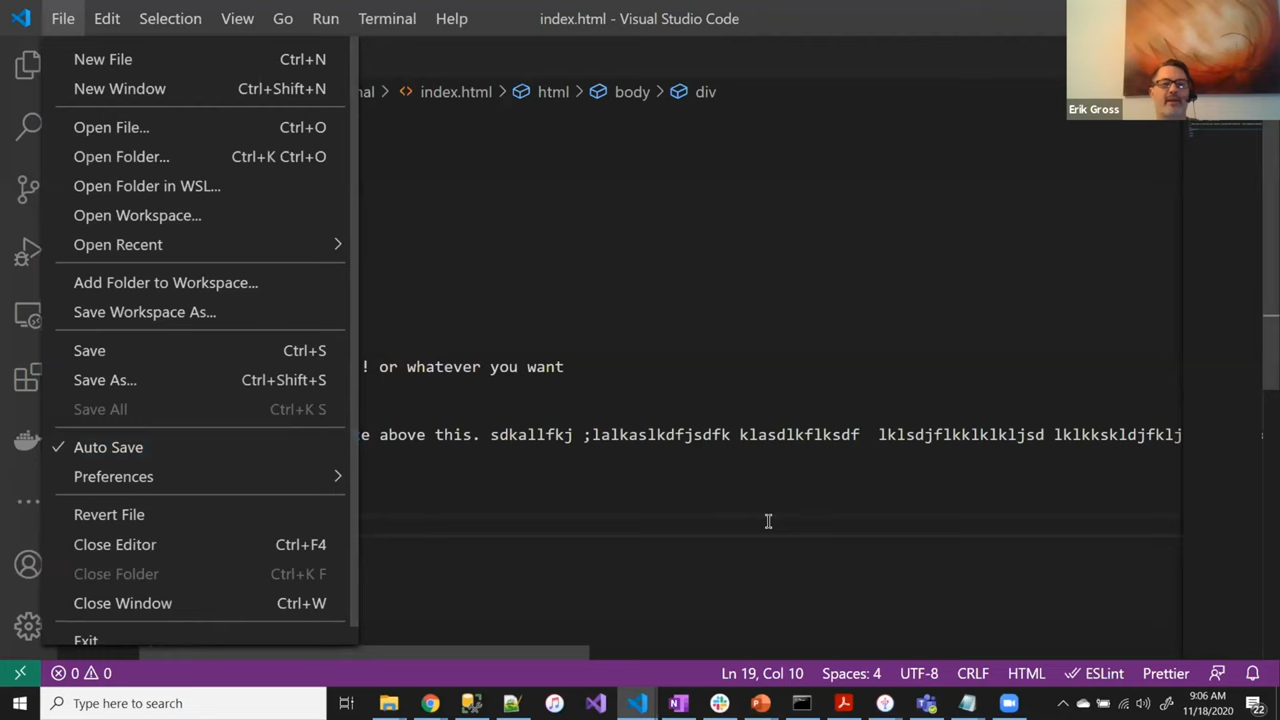 File Edit Selection View Go Run Terminal Help index.html - Visual Studio Code
New File Ctrl+N
New Window Ctrl+Shift+N
Open File... Ctrl+O
Open Folder... Ctrl+K Ctrl+O
Open Folder in WSL...
Open Workspace...
Open Recent
Add Folder to Workspace...
Save Workspace As...
Save Ctrl+S
Save As... Ctrl+Shift+S
Save All Ctrl+K S
Auto Save
Preferences
Revert File
Close Editor Ctrl+F4
Close Folder Ctrl+K F
Close Window Ctrl+W
Exit
nal > index.html > html > body > div
! or whatever you want
e above this. sdkallfkj ;lalkaslkdfjsdfk klasdlkflksdf lklsdjflkklklkljsd lklkkskldjfklj
Erik Gross
0 0 Ln 19, Col 10 Spaces: 4 UTF-8 CRLF HTML ESLint Prettier
Type here to search
9:06 AM
11/18/2020
22